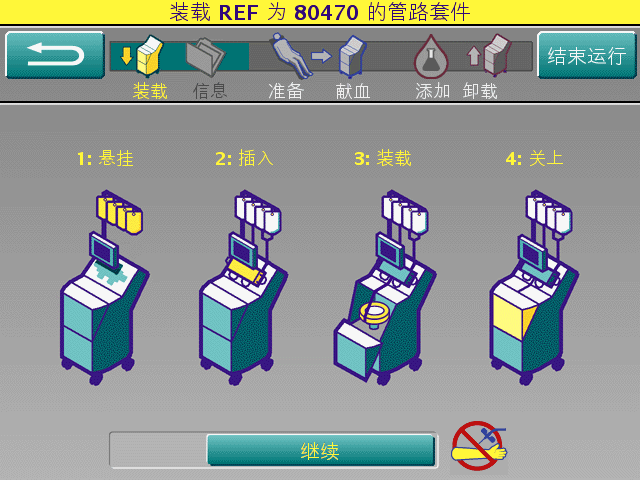 装载 REF 为 80470 的管路套件
结束运行
装载 信息 准备 献血 添加 卸载
1: 悬挂 2: 插入 3: 装载 4: 关上
继续